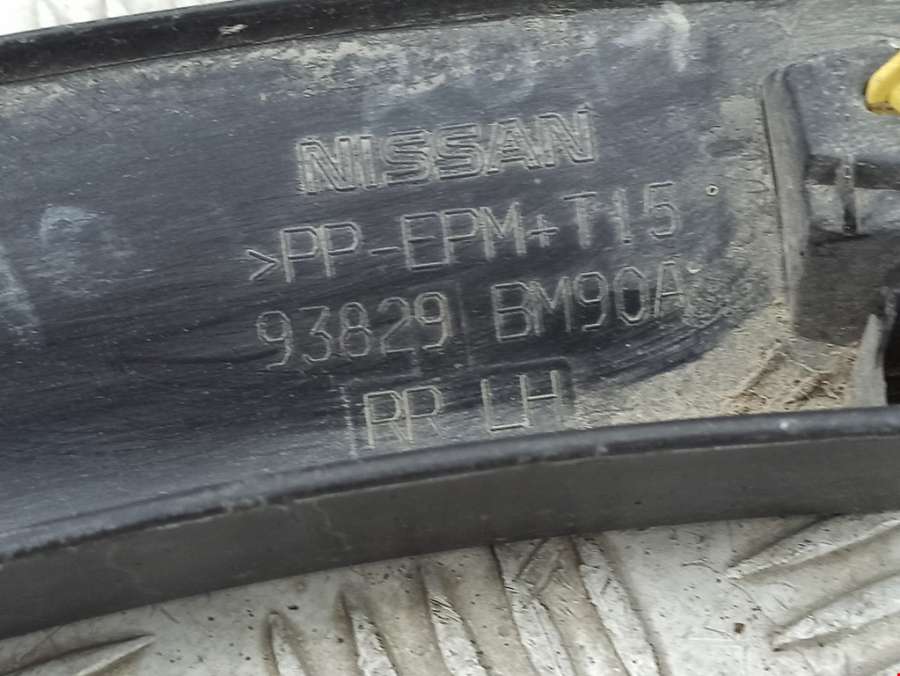 NISSAN
>PP-EPM+T15
93829 BM90A
RR LH